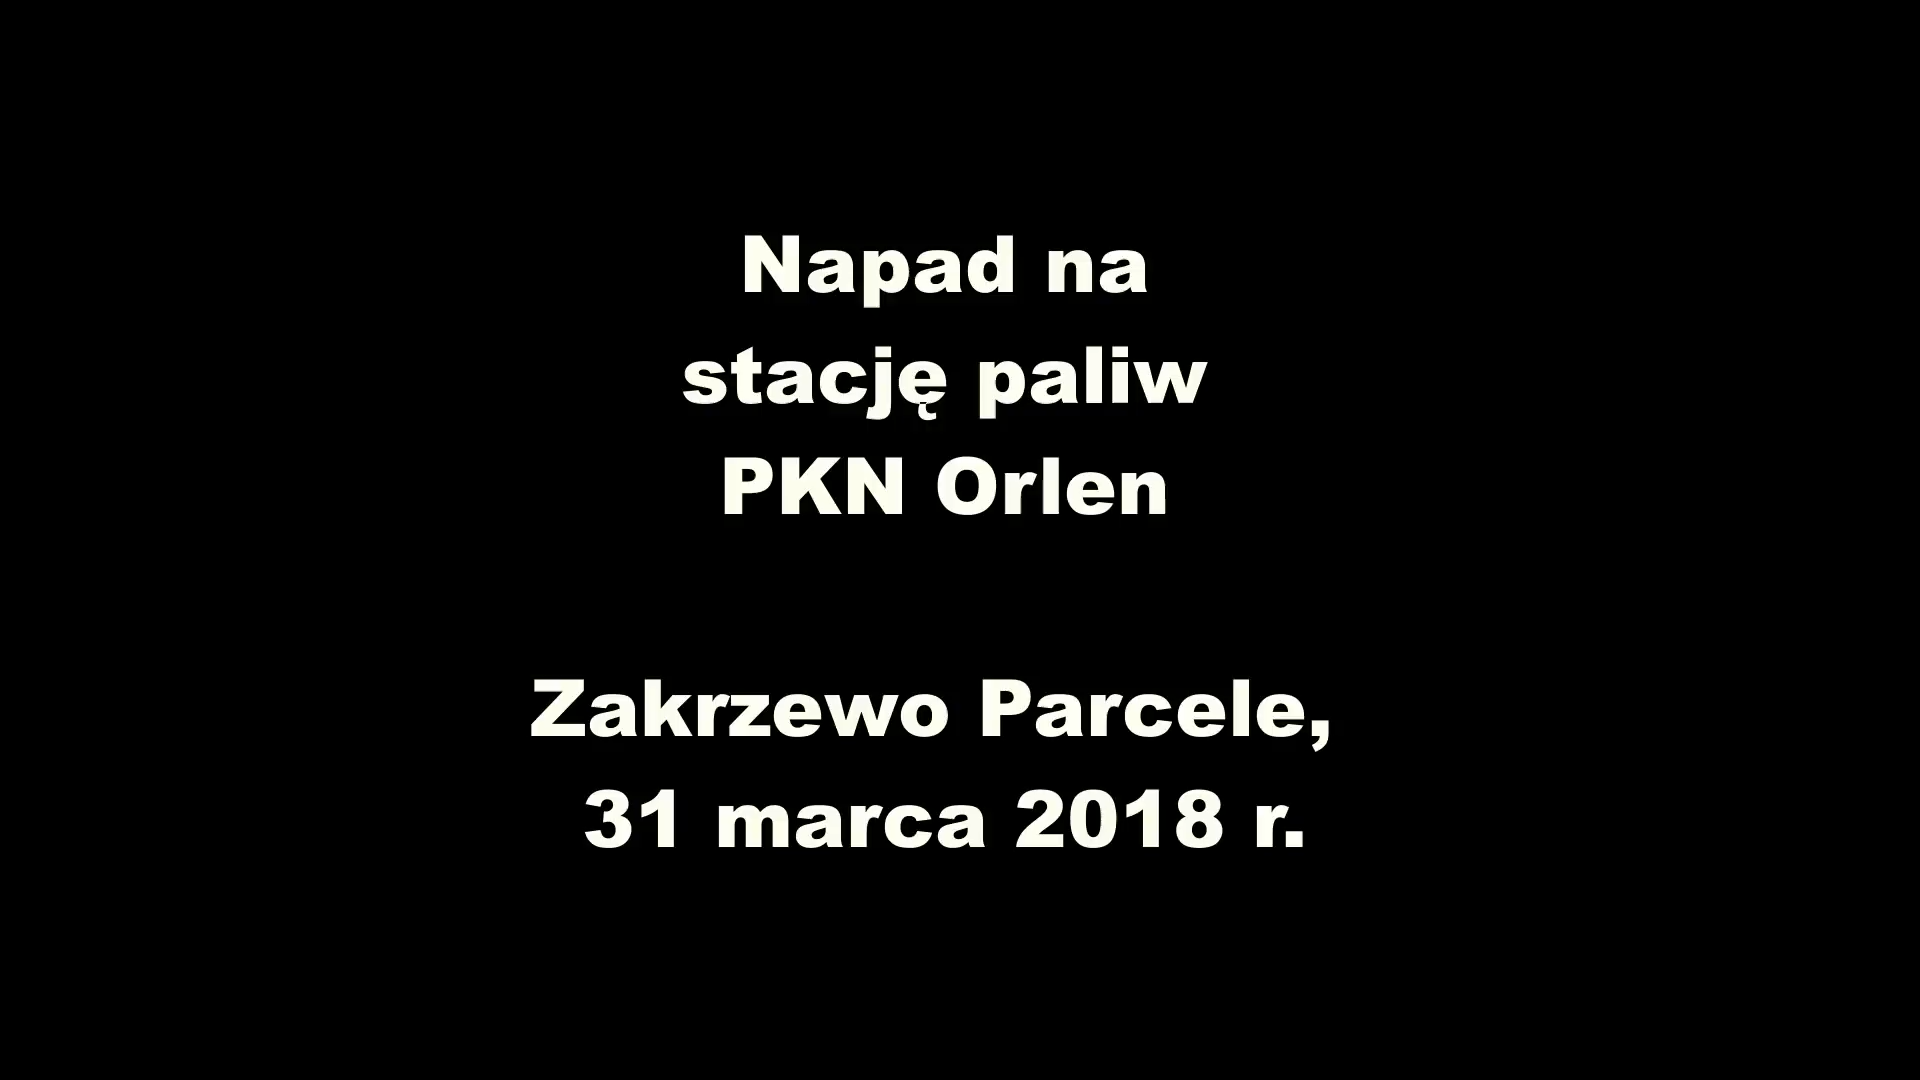 Napad na
stację paliw
PKN Orlen
Zakrzewo Parcele,
31 marca 2018 r.